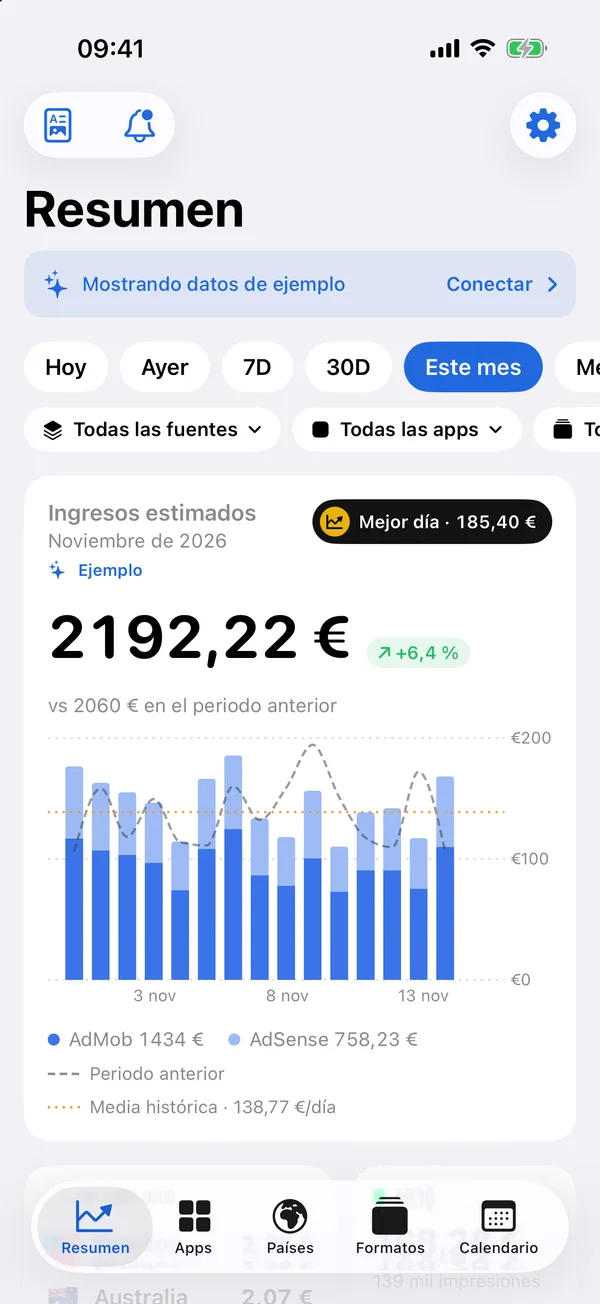 09:41
Resumen
Mostrando datos de ejemplo Conectar
Hoy Ayer 7D 30D Este mes
Todas las fuentes Todas las apps
Ingresos estimados
Mejor día · 185,40 €
Noviembre de 2026
Ejemplo
2192,22 € +6,4 %
vs 2060 € en el periodo anterior
€200
€100
€0
3 nov 8 nov 13 nov
AdMob 1434 € AdSense 758,23 €
Periodo anterior
Media histórica · 138,77 €/día
Resumen Apps Países Formatos Calendario
139 mil impresiones
Australia 2,07 €